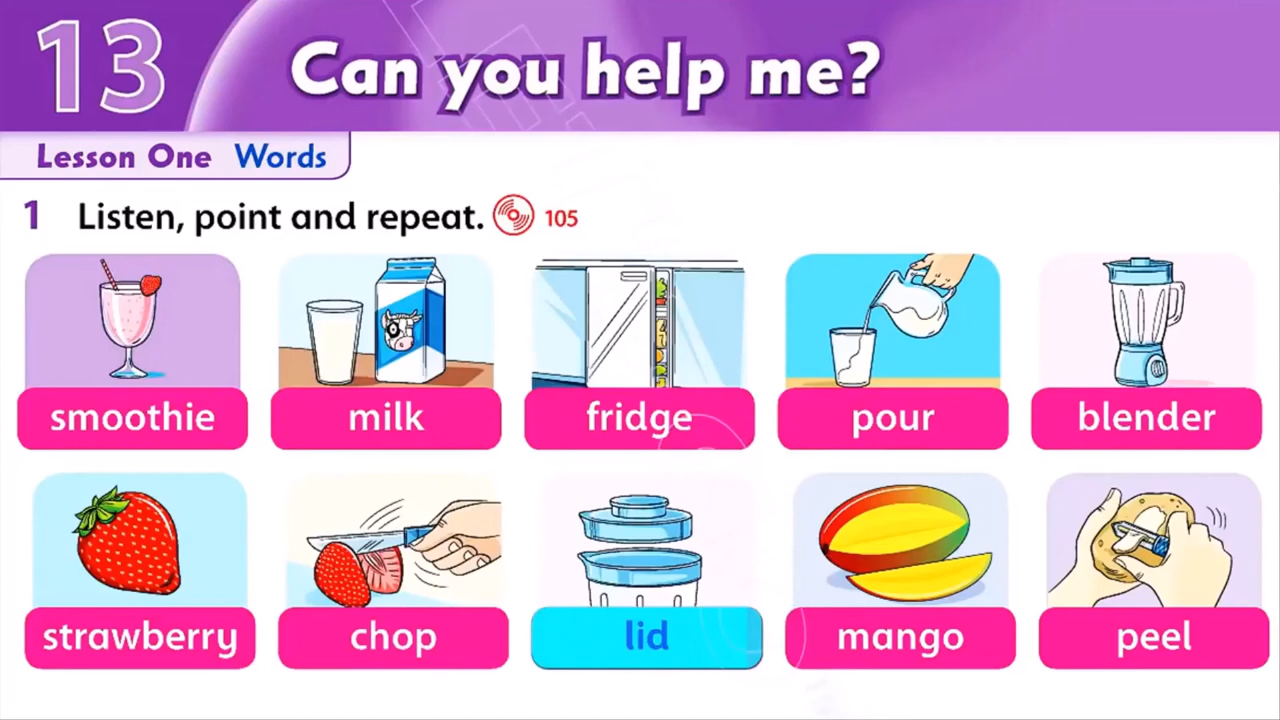 13
Can you help me?
Lesson One Words
1 Listen, point and repeat. 105
smoothie milk fridge pour blender
strawberry chop lid mango peel